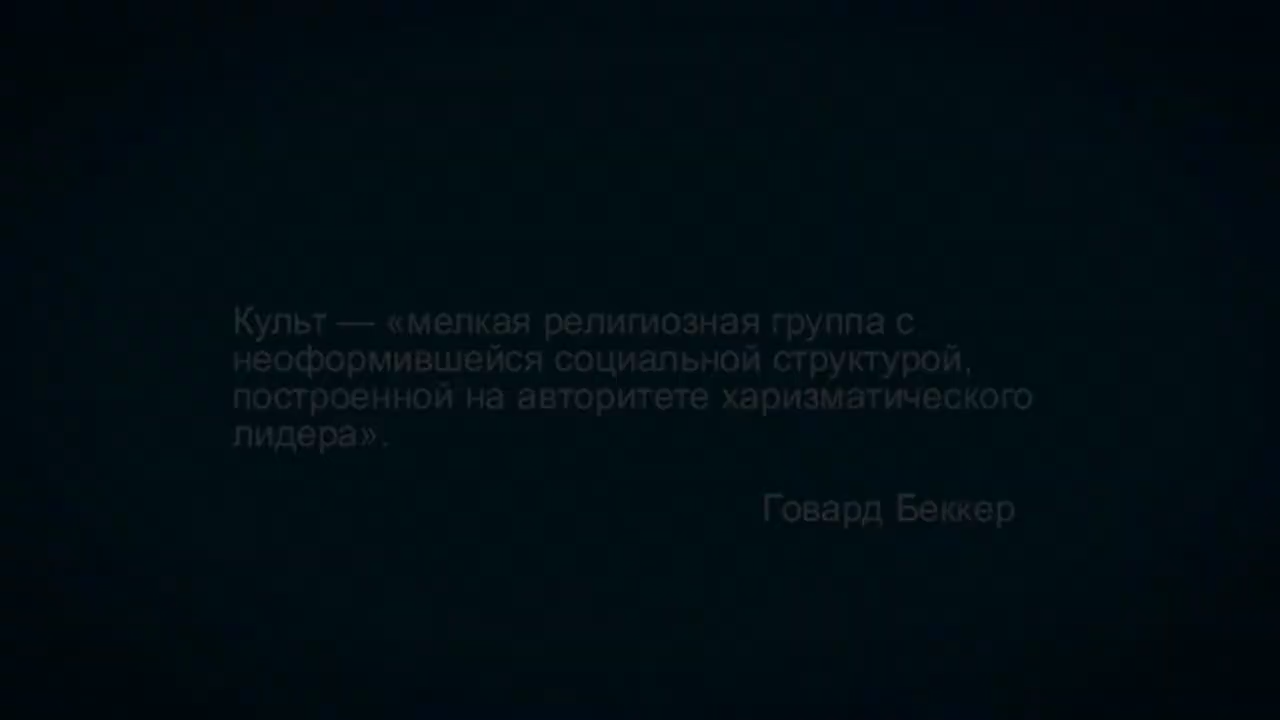 Культ — «мелкая религиозная группа с
неоформившейся социальной структурой,
построенной на авторитете харизматического
лидера».
Говард Беккер